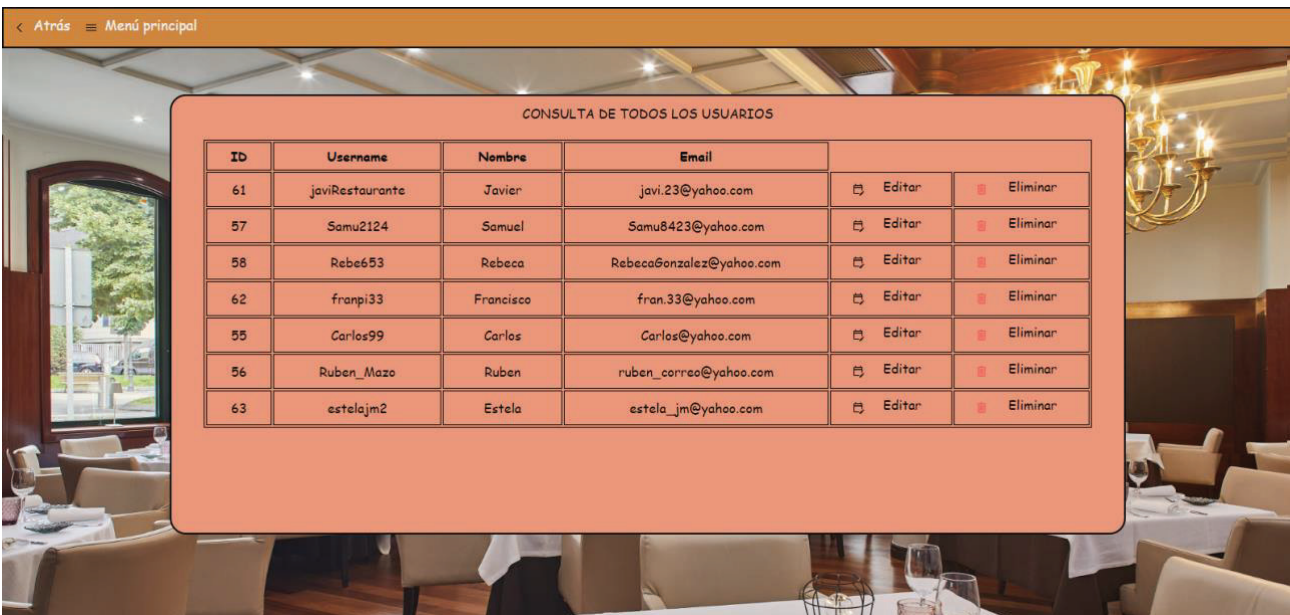 Atrás Menú principal
CONSULTA DE TODOS LOS USUARIOS
ID Username Nombre Email
61 javiRestaurante Javier javi.23@yahoo.com Editar Eliminar
57 Samu2124 Samuel Samu8423@yahoo.com Editar Eliminar
58 Rebe653 Rebeca RebecaGonzalez@yahoo.com Editar Eliminar
62 franpi33 Francisco fran.33@yahoo.com Editar Eliminar
55 Carlos99 Carlos Carlos@yahoo.com Editar Eliminar
56 Ruben_Mazo Ruben ruben_correo@yahoo.com Editar Eliminar
63 estelajm2 Estela estela_jm@yahoo.com Editar Eliminar